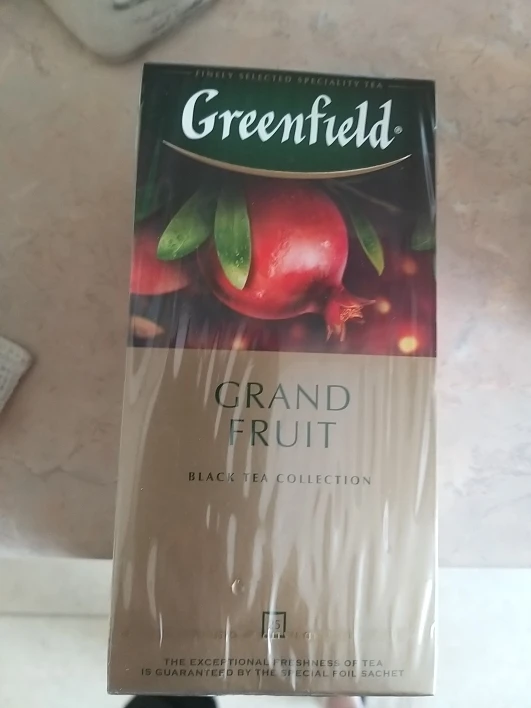 FINELY SELECTED SPECIALITY TEA
Greenfield®
GRAND
FRUIT
BLACK TEA COLLECTION
25
THE EXCEPTIONAL FRESHNESS OF TEA
IS GUARANTEED BY THE SPECIAL FOIL SACHET